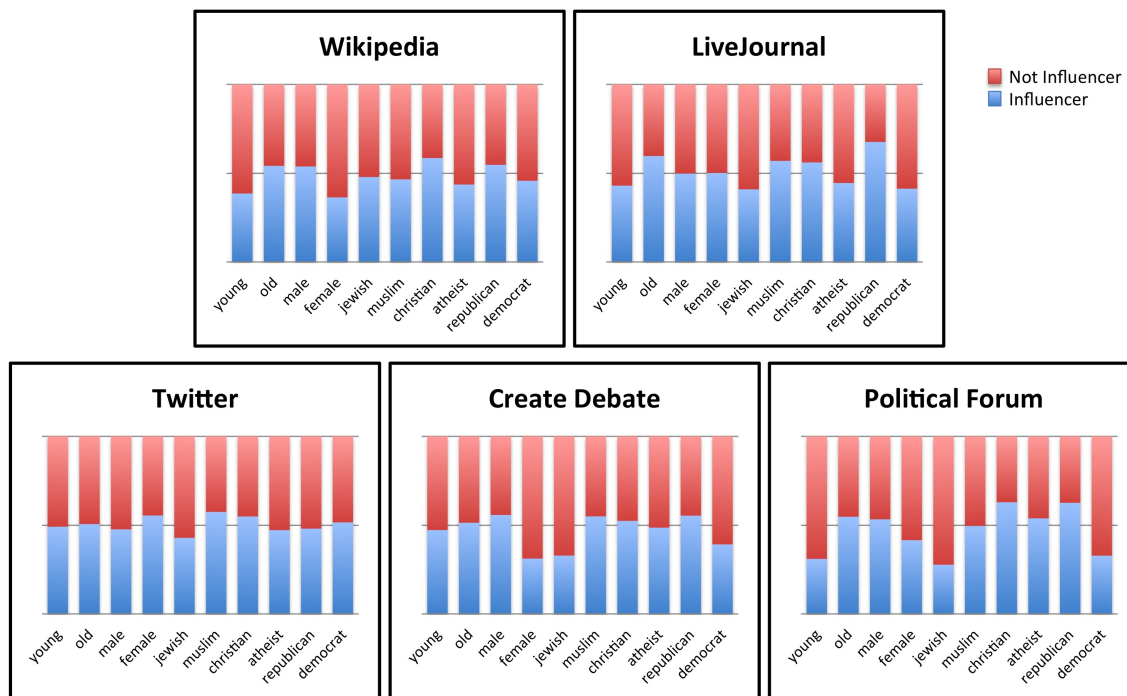 Wikipedia
young old male female jewish muslim christian atheist republican democrat
LiveJournal
young old male female jewish muslim christian atheist republican democrat
Not Influencer
Influencer
Twitter
young old male female jewish muslim christian atheist republican democrat
Create Debate
young old male female jewish muslim christian atheist republican democrat
Political Forum
young old male female jewish muslim christian atheist republican democrat